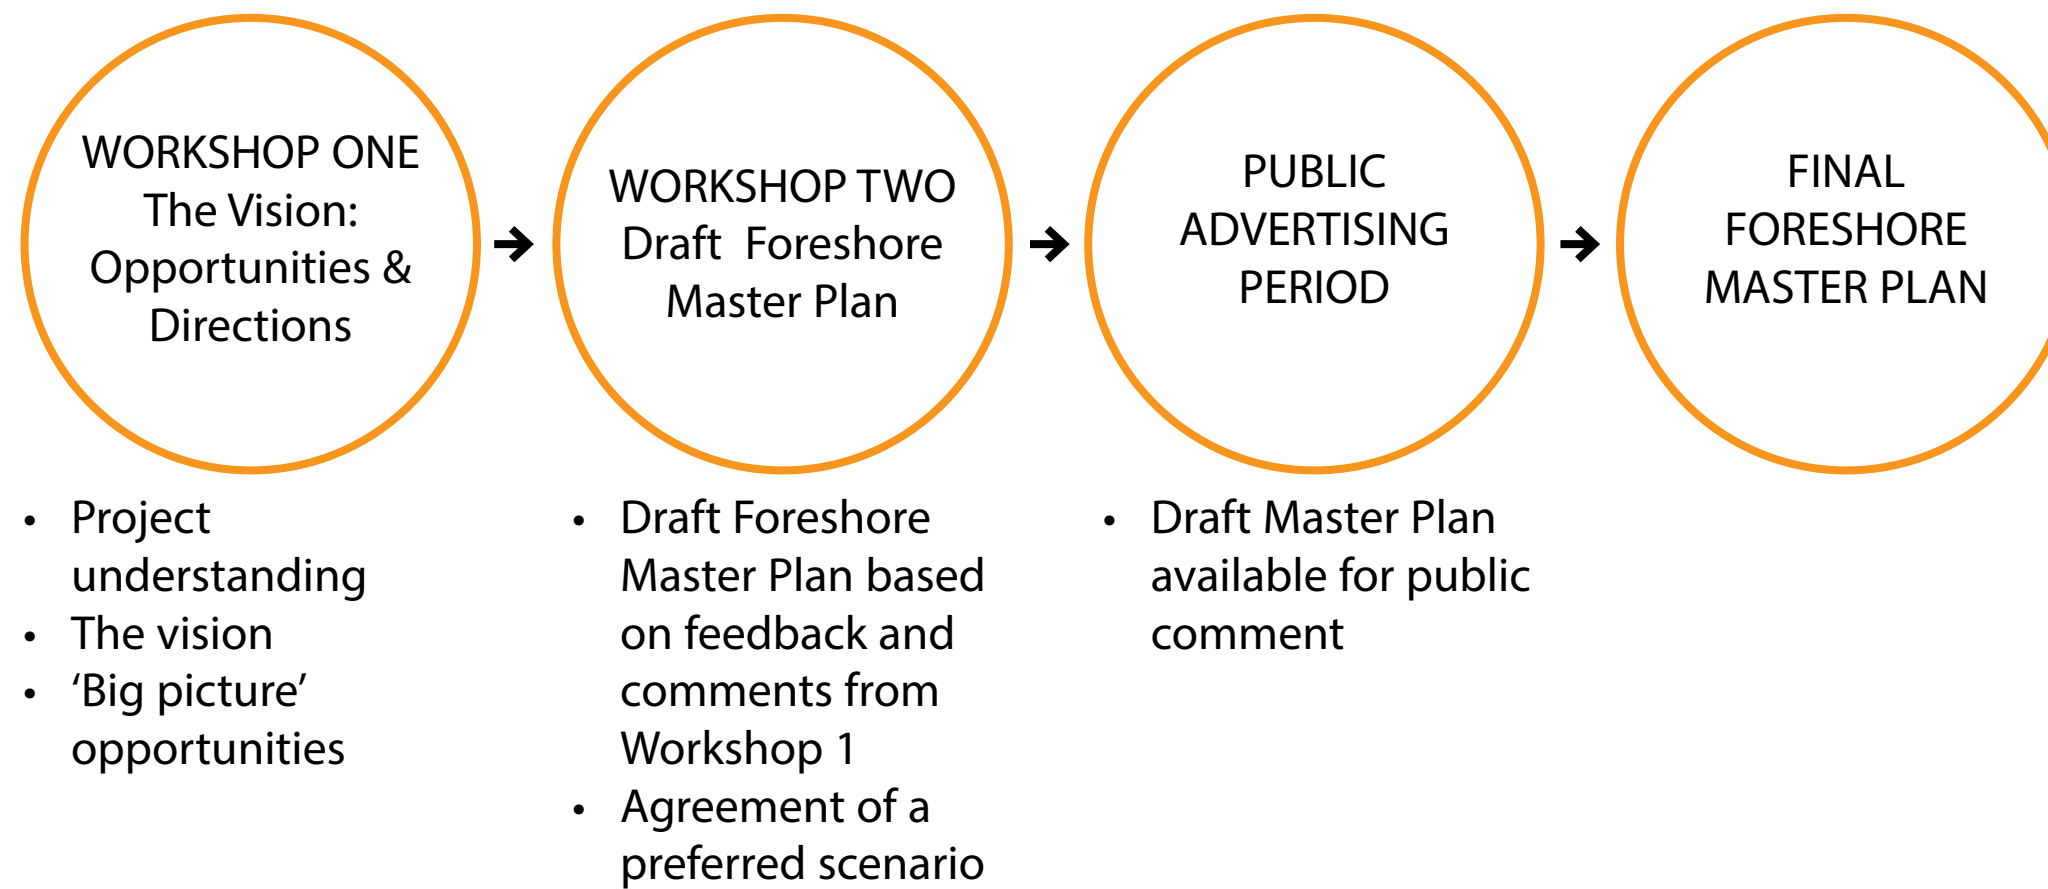 WORKSHOP ONE
The Vision:
Opportunities &
Directions
WORKSHOP TWO
Draft  Foreshore
Master Plan
PUBLIC
ADVERTISING
PERIOD
FINAL
FORESHORE
MASTER PLAN
• Project
understanding
• The vision
• ‘Big picture’
opportunities
• Draft Foreshore
Master Plan based
on feedback and
comments from
Workshop 1
• Agreement of a
preferred scenario
• Draft Master Plan
available for public
comment